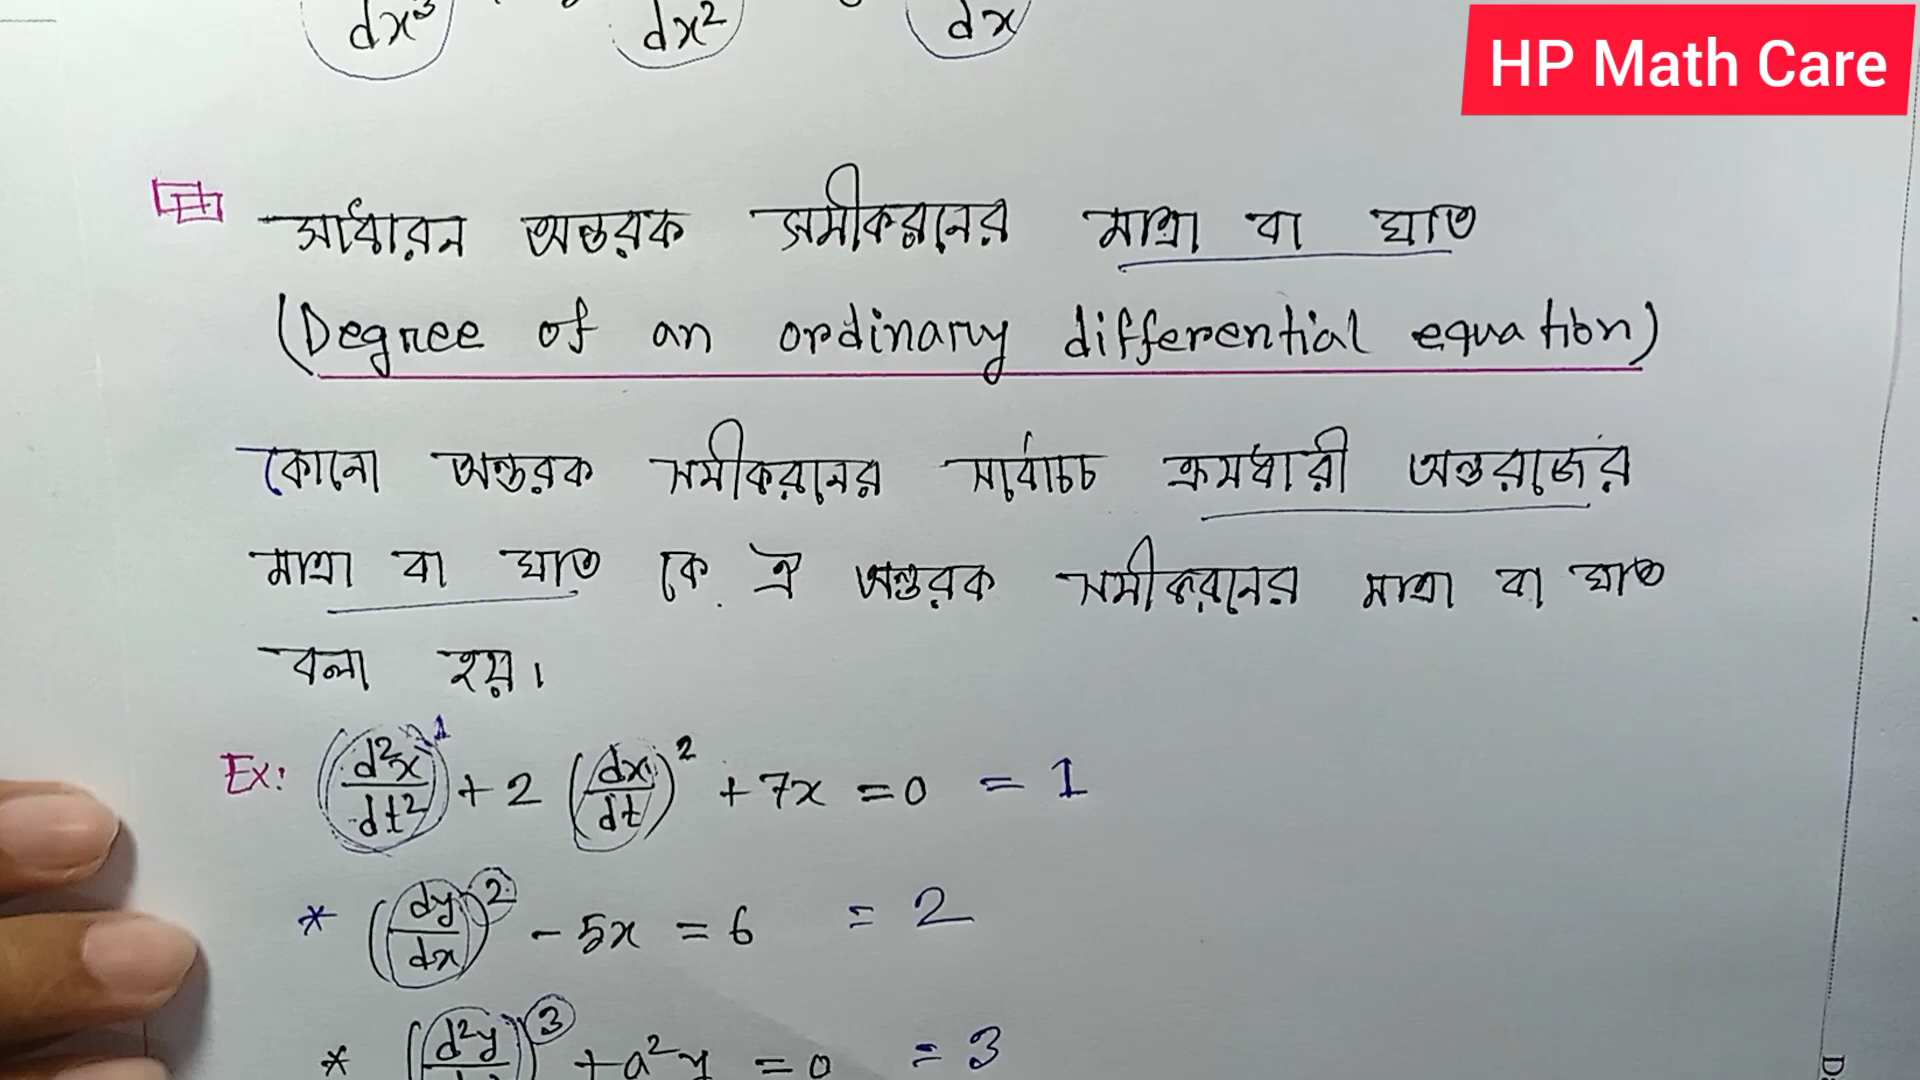 dx³ dx² dx
HP Math Care
সাধারন অন্তরক সমীকরনের মাত্রা বা ঘাত
(Degree of an ordinary differential equation)
কোনো অন্তরক সমীকরনের সর্বোচ্চ ক্রমধারী অন্তরজের
মাত্রা বা ঘাত কে ঐ অন্তরক সমীকরনের মাত্রা বা ঘাত
বলা হয়।
Ex: (d²x/dt²)¹ + 2 (dx/dt)² + 7x = 0 = 1
* (dy/dx)² - 5x = 6 = 2
* (d²y)³ + a²y = 0 = 3